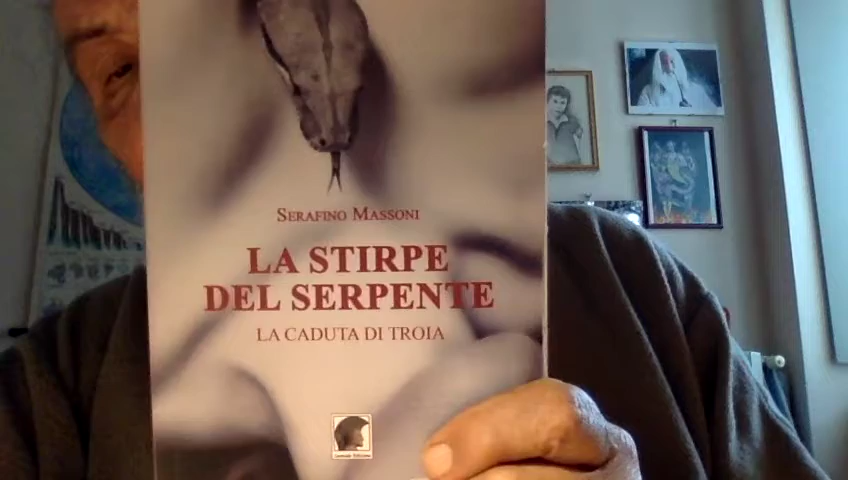 SERAFINO MASSONI
LA STIRPE
DEL SERPENTE
LA CADUTA DI TROIA